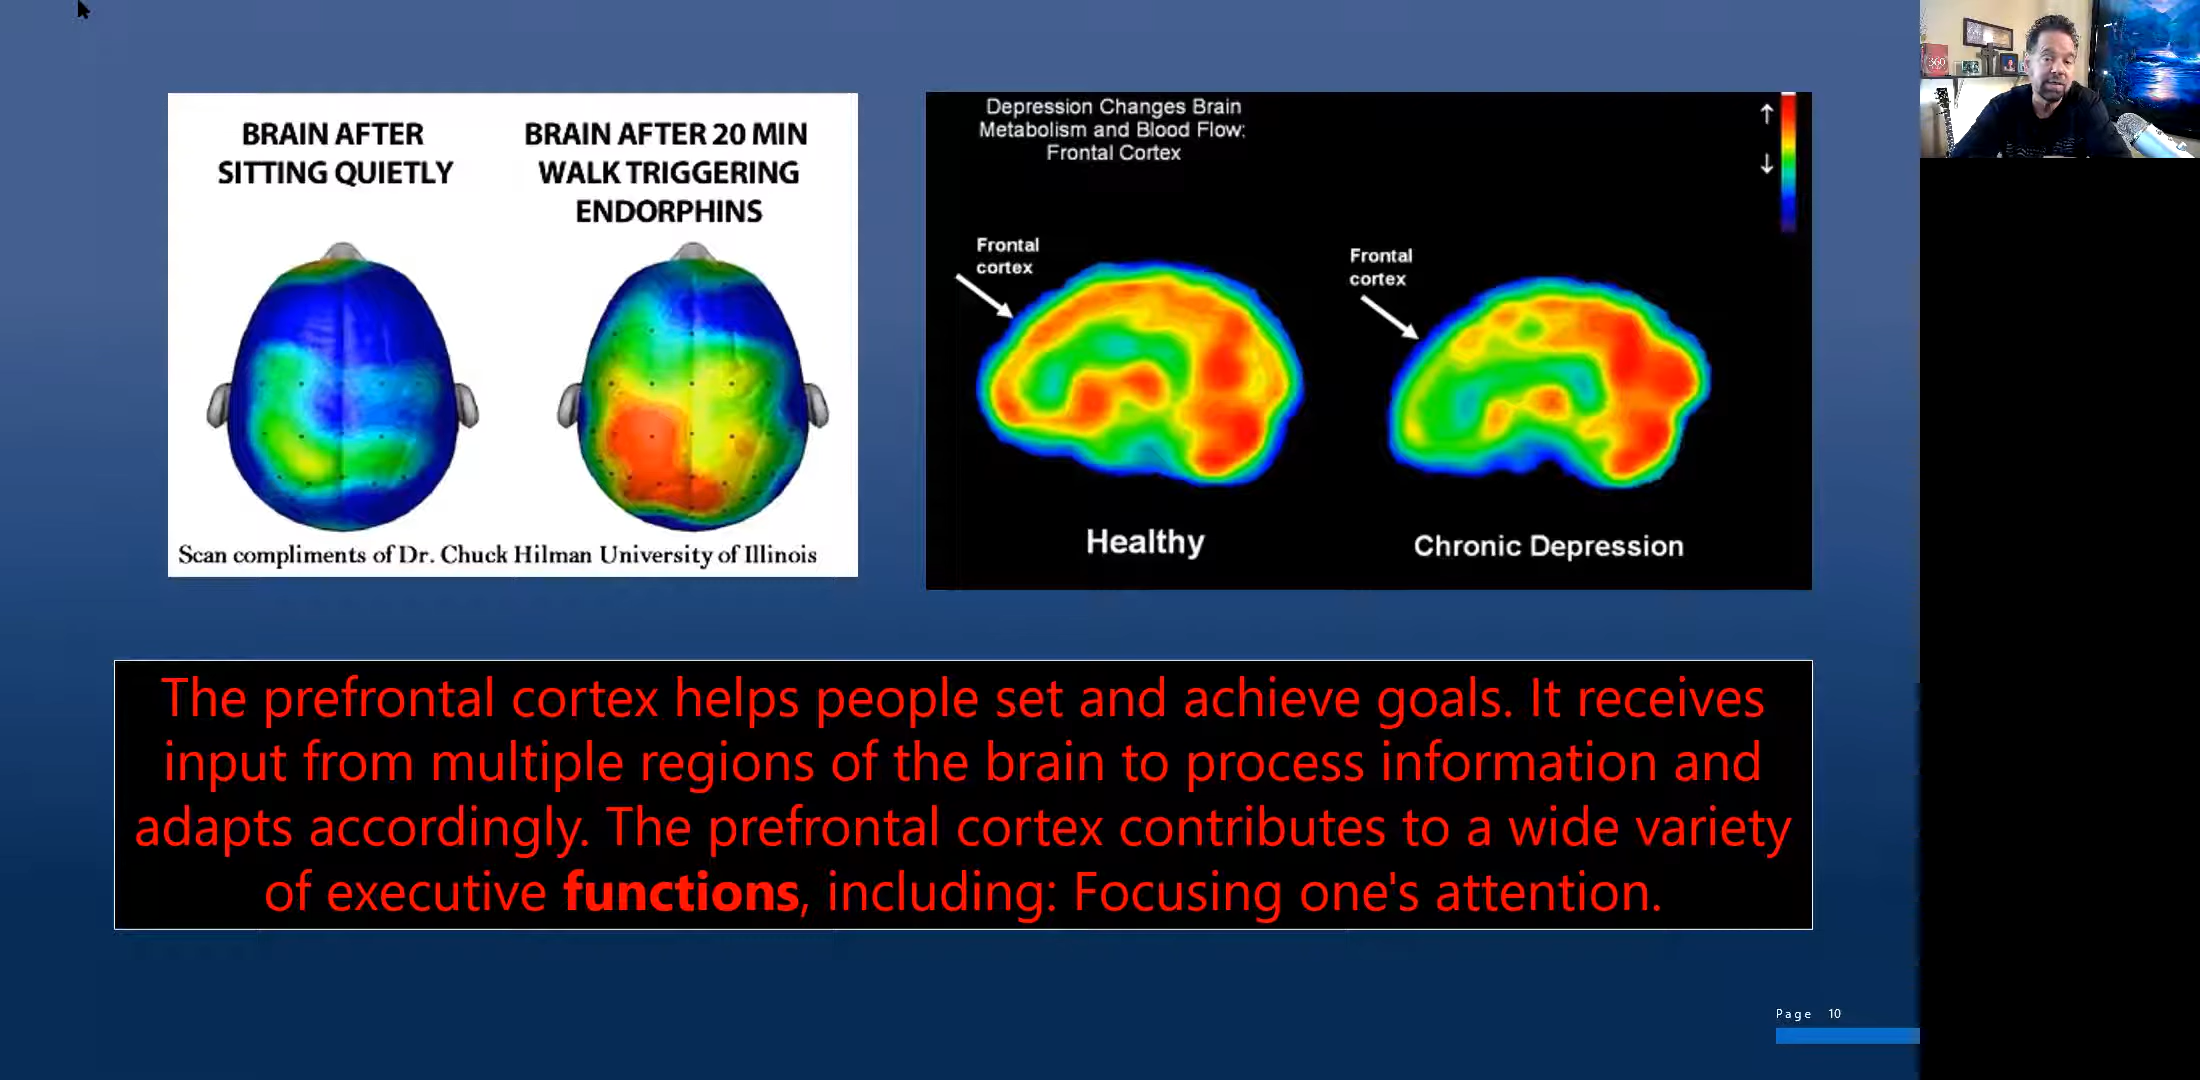 BRAIN AFTER
SITTING QUIETLY
BRAIN AFTER 20 MIN
WALK TRIGGERING
ENDORPHINS
Scan compliments of Dr. Chuck Hilman University of Illinois
Depression Changes Brain
Metabolism and Blood Flow:
Frontal Cortex
Frontal
cortex
Frontal
cortex
Healthy
Chronic Depression
360
The prefrontal cortex helps people set and achieve goals. It receives
input from multiple regions of the brain to process information and
adapts accordingly. The prefrontal cortex contributes to a wide variety
of executive functions, including: Focusing one's attention.
Page 10